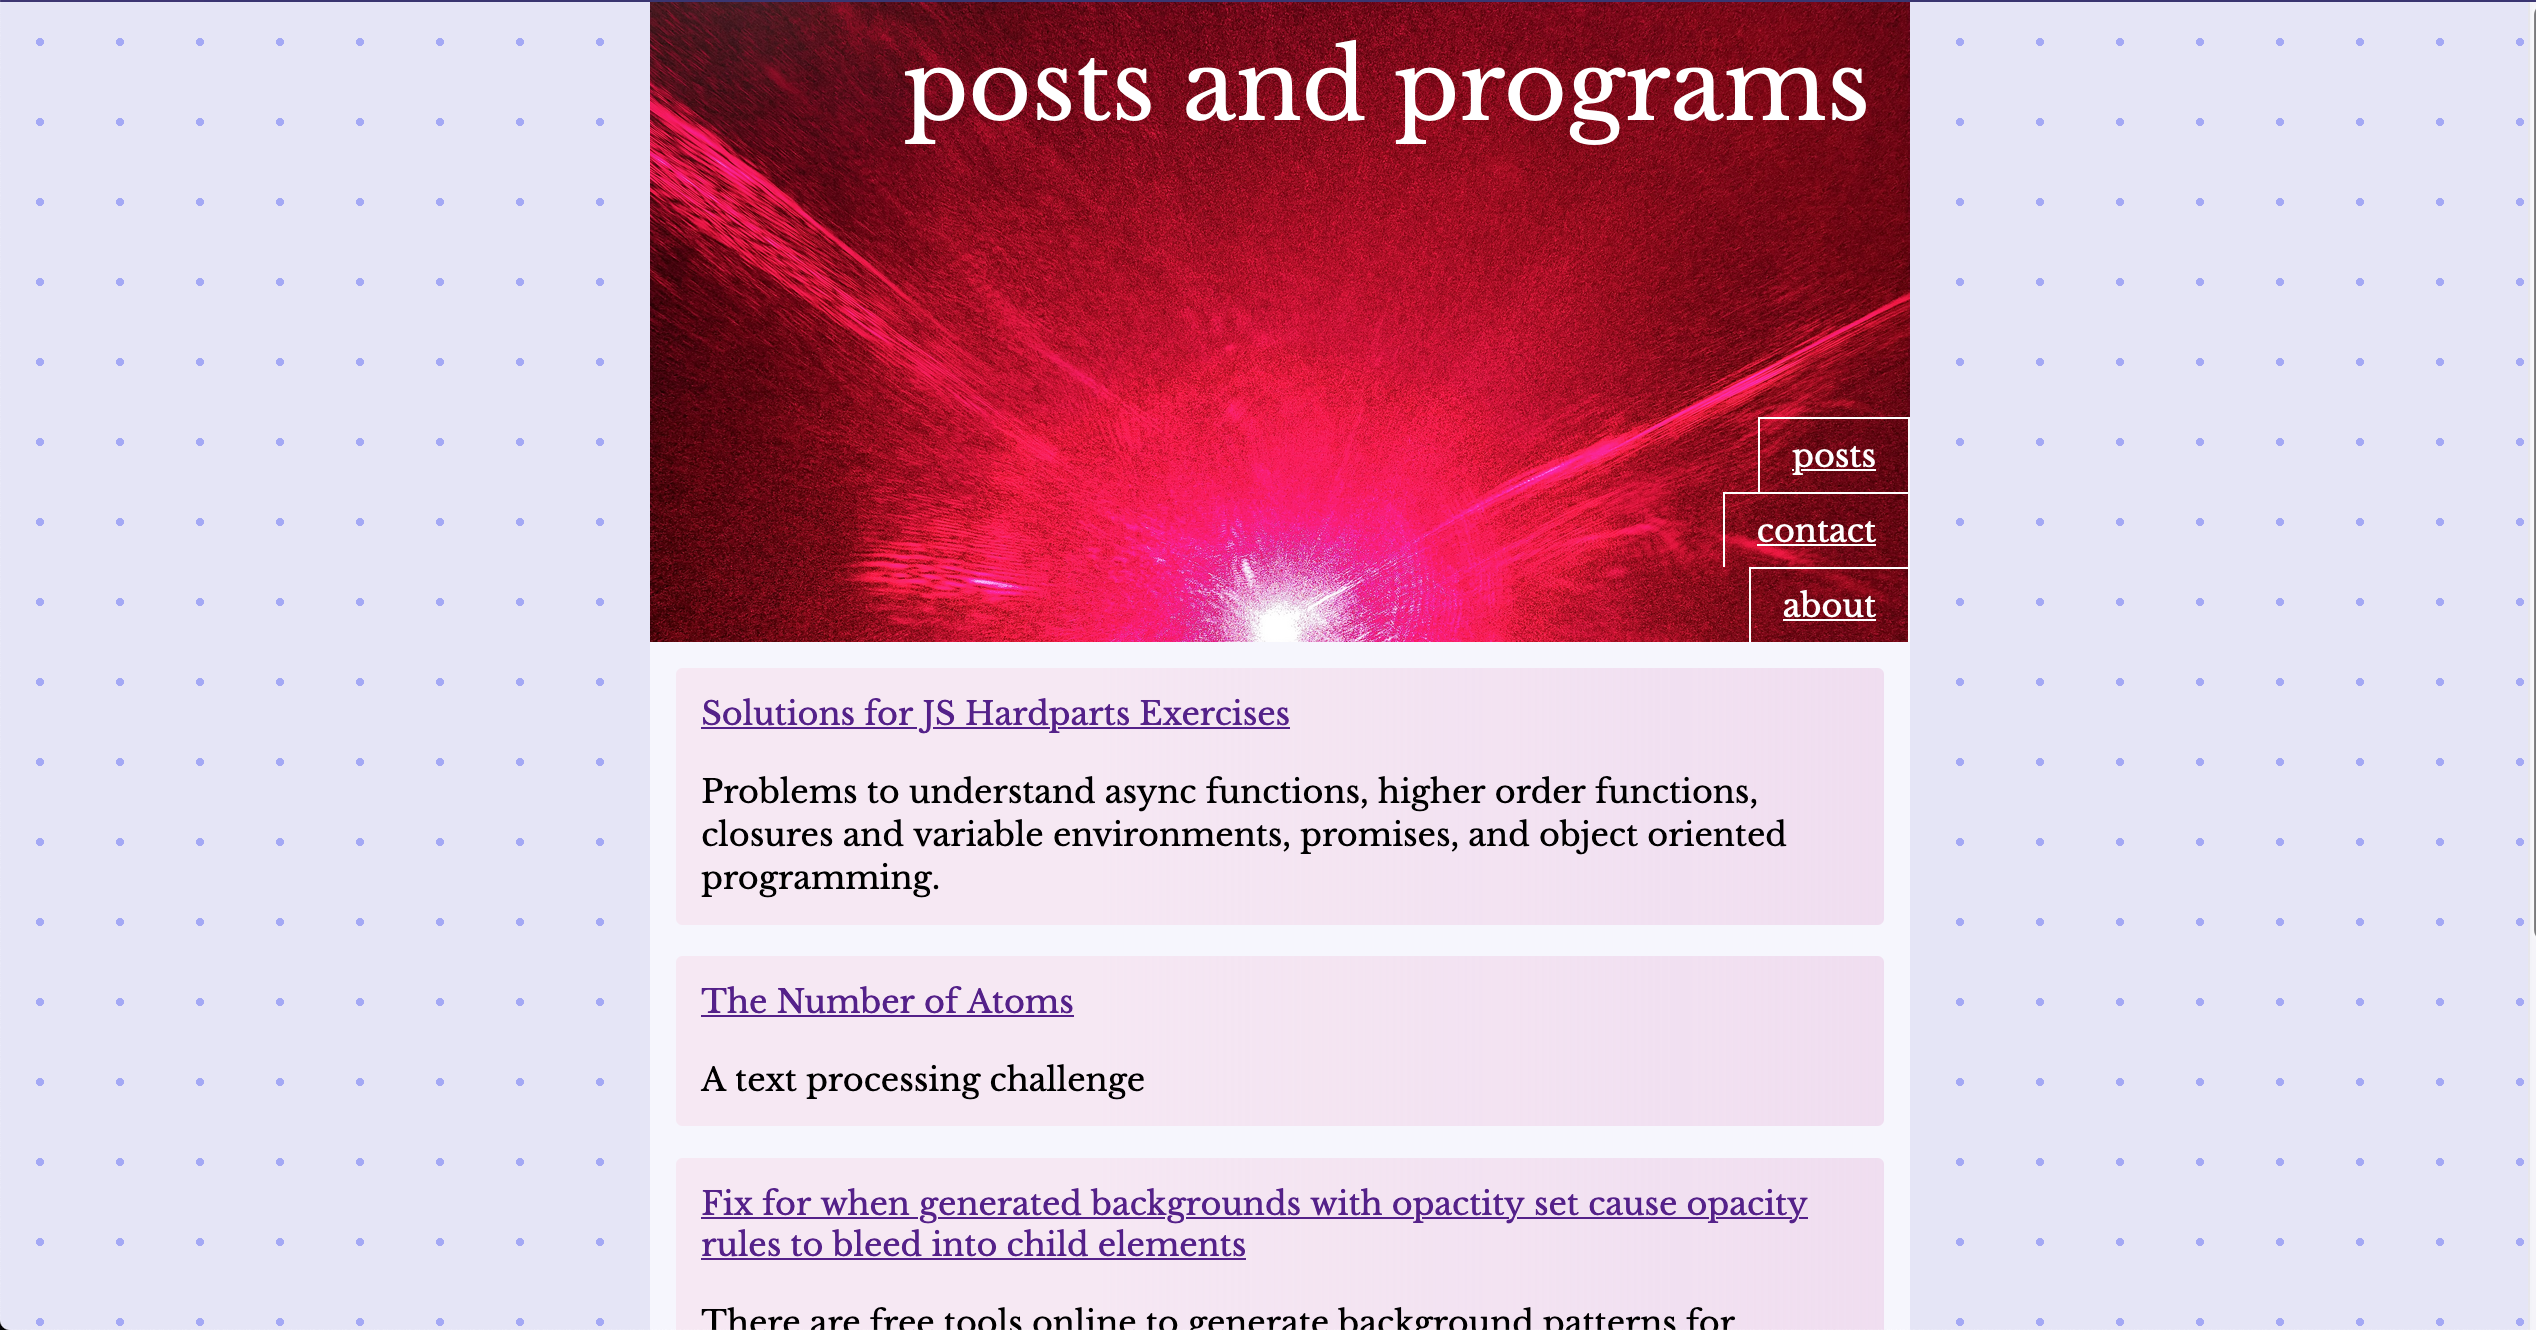 posts and programs
posts
contact
about
Solutions for JS Hardparts Exercises
Problems to understand async functions, higher order functions,
closures and variable environments, promises, and object oriented
programming.
The Number of Atoms
A text processing challenge
Fix for when generated backgrounds with opactity set cause opacity
rules to bleed into child elements
There are free tools online to generate background patterns for